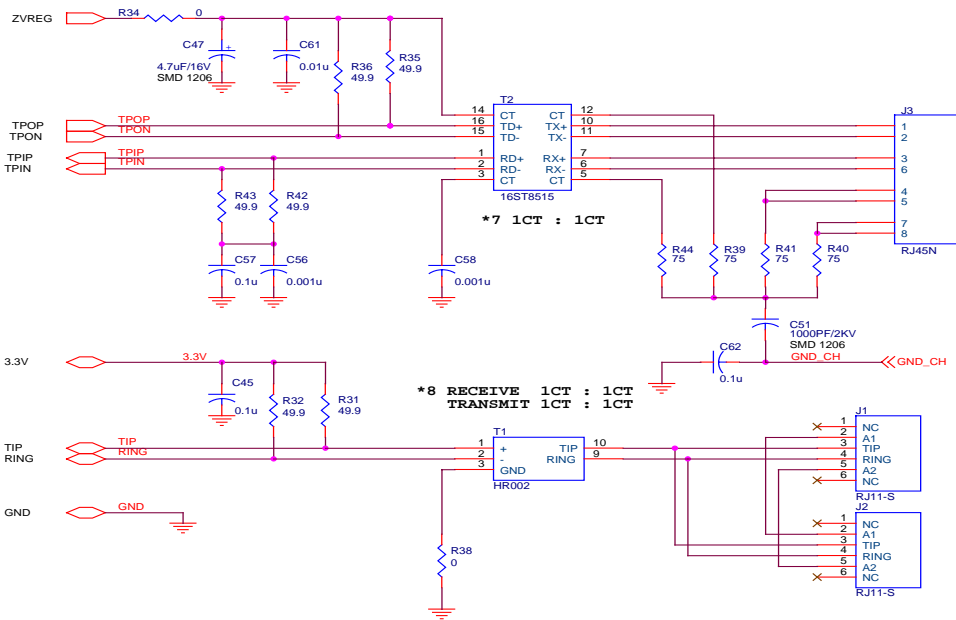 ZVREG
R34
0
C47
4.7uF/16V
SMD 1206
C61
0.01u
R36
49.9
R35
49.9
TPOP
TPON
TPOP
TPON
TPIP
TPIN
TPIP
TPIN
R43
49.9
R42
49.9
C57
0.1u
C56
0.001u
C58
0.001u
T2
14 CT CT 12
16 TD+ TX+ 10
15 TD- TX- 11
1 RD+ RX+ 7
2 RD- RX- 6
3 CT CT 5
16ST8515
*7 1CT : 1CT
J3
1
2
3
6
4
5
7
8
RJ45N
R44
75
R39
75
R41
75
R40
75
C51
1000PF/2KV
SMD 1206
GND_CH
GND_CH
C62
0.1u
3.3V
3.3V
C45
0.1u
R32
49.9
R31
49.9
*8 RECEIVE 1CT : 1CT
TRANSMIT 1CT : 1CT
TIP
RING
TIP
RING
T1
1 + TIP 10
2 - RING 9
3 GND
HR002
R38
0
GND
GND
J1
1 NC
2 A1
3 TIP
4 RING
5 A2
6 NC
RJ11-S
J2
1 NC
2 A1
3 TIP
4 RING
5 A2
6 NC
RJ11-S